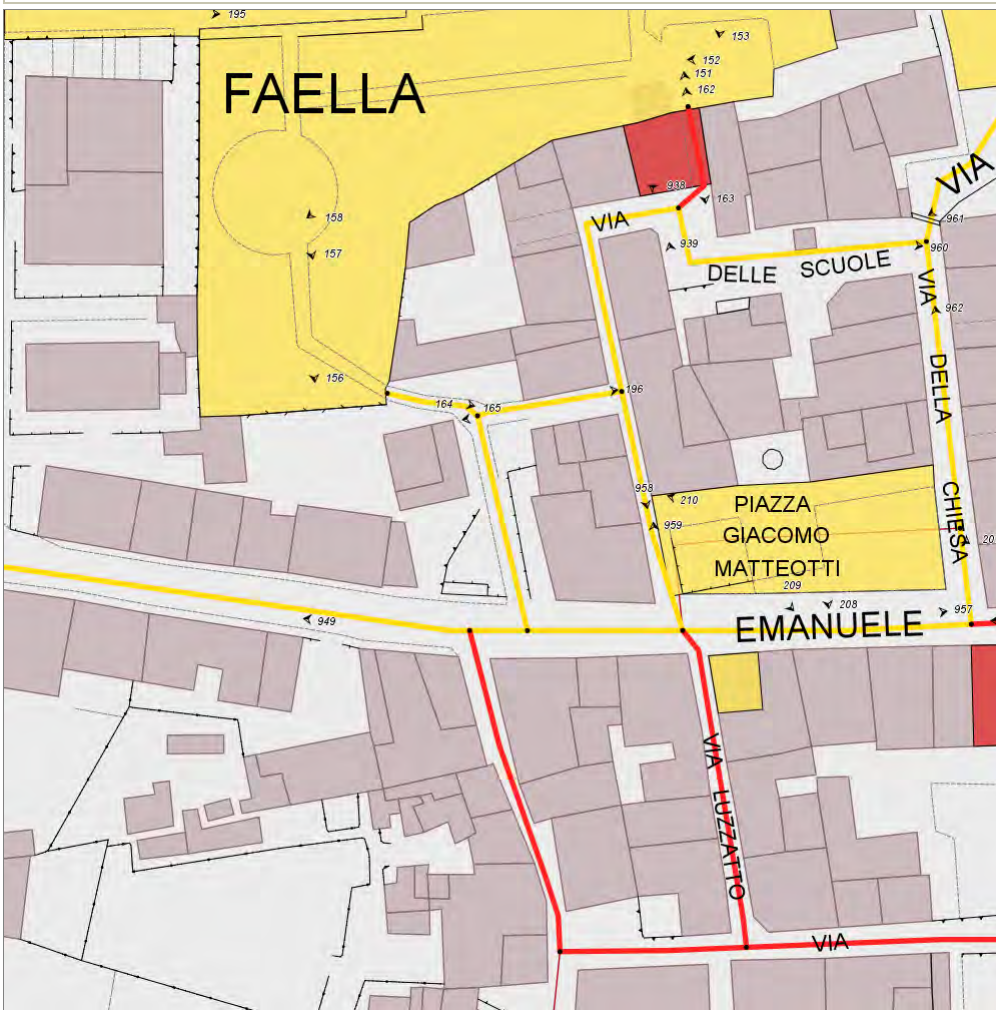 195
153
152
151
162
FAELLA
938
163
VIA
961
158
VIA
939
960
157
DELLE SCUOLE
VIA
962
156
DELLA
164
165
196
CHIESA
958
210
PIAZZA
959
GIACOMO
MATTEOTTI
209
208
957
949
EMANUELE
VIA LUZZATTO
VIA